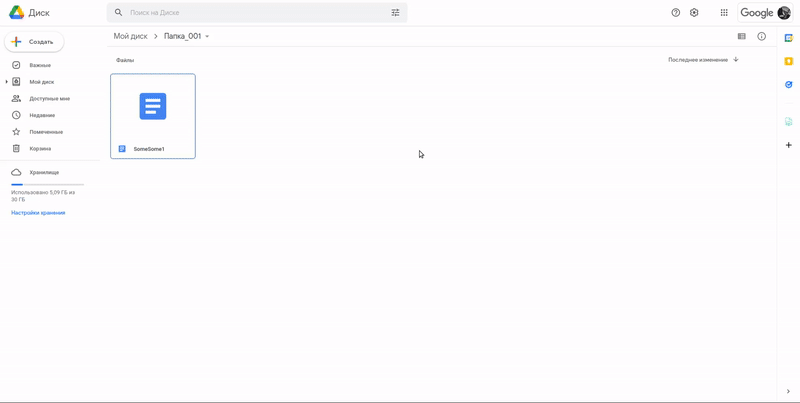 Диск
Поиск на Диске
Google
Создать
Мой диск
Папка_001
Важные
Мой диск
Доступные мне
Недавние
Помеченные
Корзина
Хранилище
Использовано 5,09 ГБ из
30 ГБ
Настройки хранения
Файлы
Последнее изменение
SomeSome1